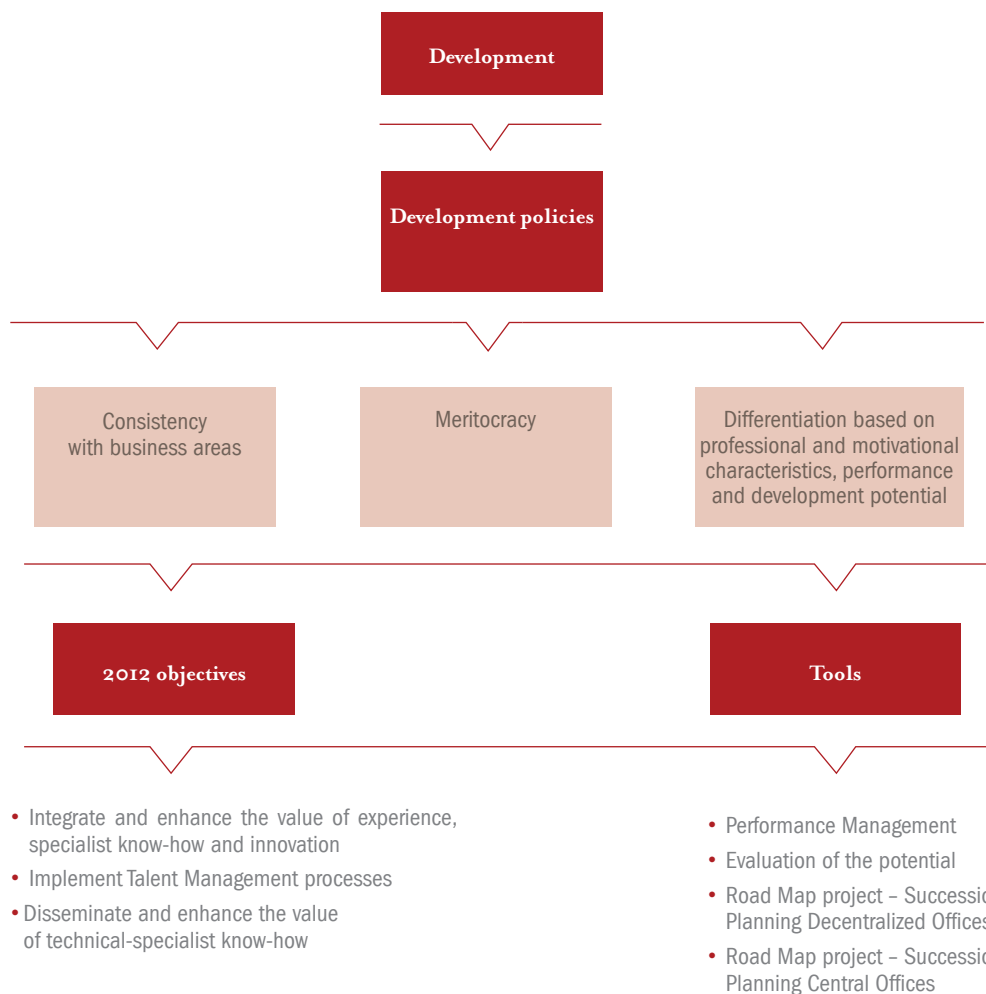 Development
Development policies
Consistency
with business areas
Meritocracy
Differentiation based on
professional and motivational
characteristics, performance
and development potential
2012 objectives
Tools
• Integrate and enhance the value of experience,
specialist know-how and innovation
• Implement Talent Management processes
• Disseminate and enhance the value
of technical-specialist know-how
• Performance Management
• Evaluation of the potential
• Road Map project – Successio
Planning Decentralized Offices
• Road Map project – Successio
Planning Central Offices